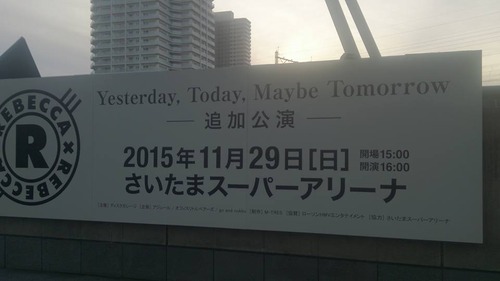 REBECCA × REBECCA
R
Yesterday, Today, Maybe Tomorrow
追加公演
2015年11月29日[日] 開場15:00
開演16:00
さいたまスーパーアリーナ